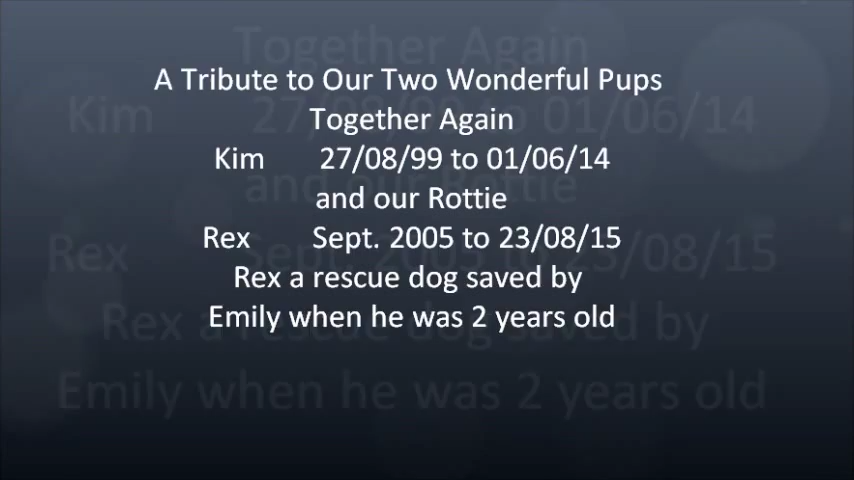 A Tribute to Our Two Wonderful Pups
Together Again
Kim 27/08/99 to 01/06/14
and our Rottie
Rex Sept. 2005 to 23/08/15
Rex a rescue dog saved by
Emily when he was 2 years old